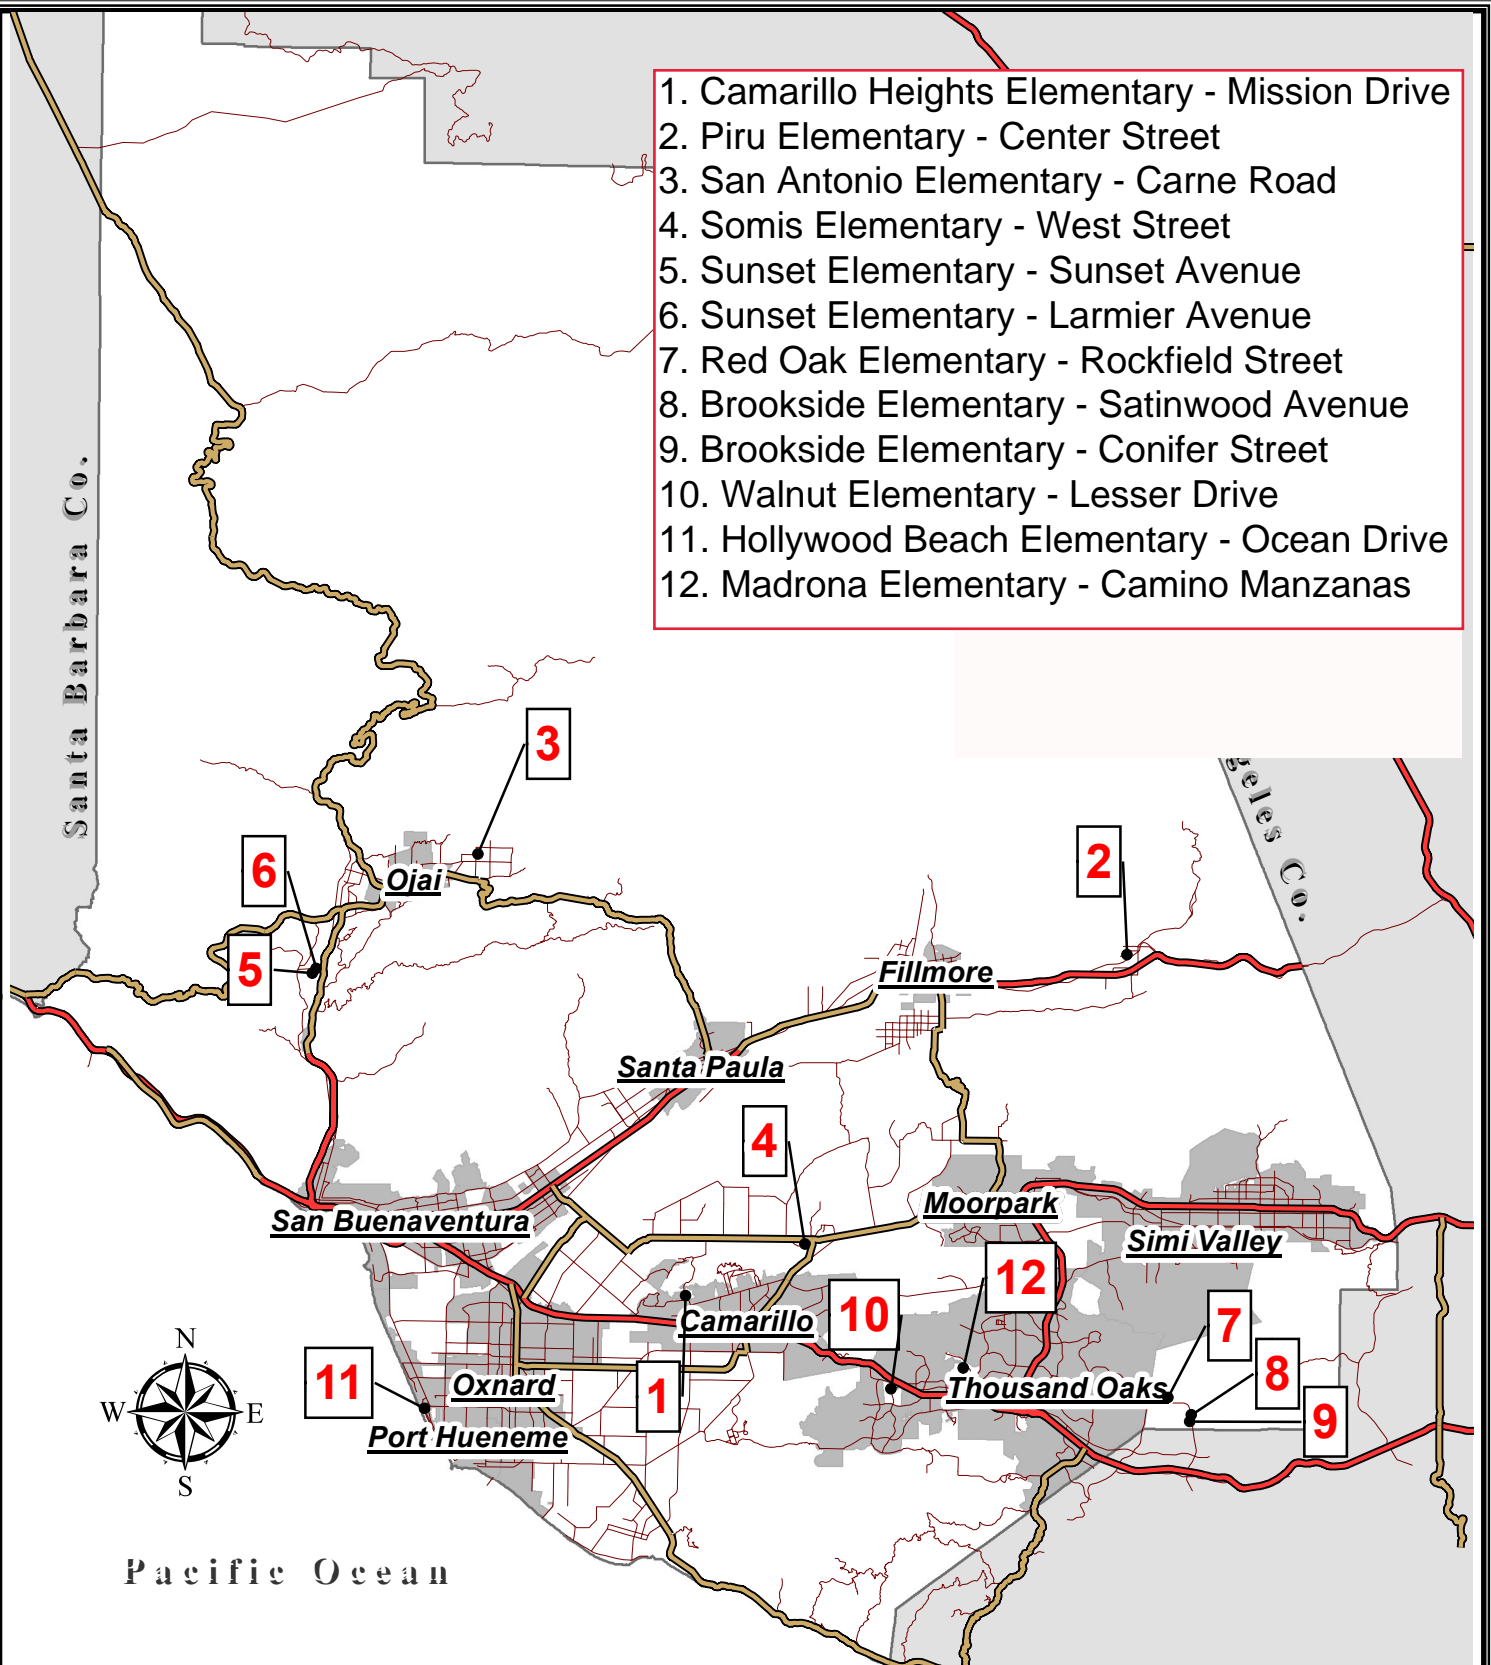 1. Camarillo Heights Elementary - Mission Drive
2. Piru Elementary - Center Street
3. San Antonio Elementary - Carne Road
4. Somis Elementary - West Street
5. Sunset Elementary - Sunset Avenue
6. Sunset Elementary - Larmier Avenue
7. Red Oak Elementary - Rockfield Street
8. Brookside Elementary - Satinwood Avenue
9. Brookside Elementary - Conifer Street
10. Walnut Elementary - Lesser Drive
11. Hollywood Beach Elementary - Ocean Drive
12. Madrona Elementary - Camino Manzanas
Santa Barbara Co.
geles Co.
3
6
2
Ojai
5
Fillmore
Santa Paula
4
Moorpark
San Buenaventura
Simi Valley
12
10
Camarillo
7
N
W
E
S
11
Oxnard
1
Thousand Oaks
8
9
Port Hueneme
Pacific Ocean